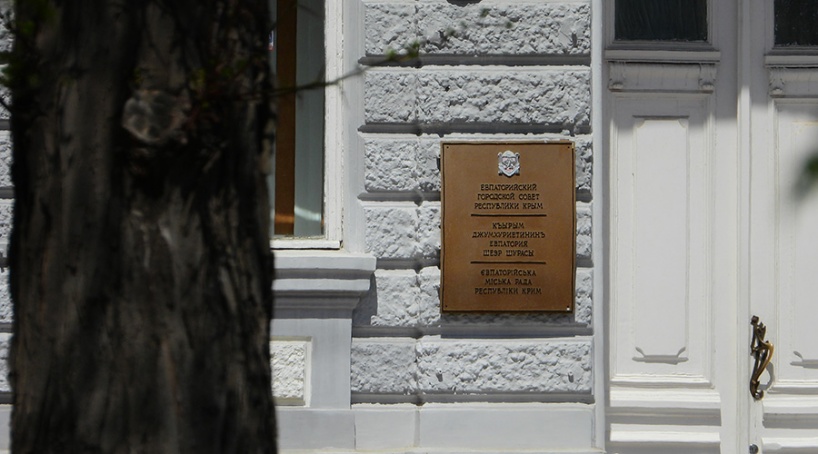 ЕВПАТОРИЙСКИЙ
ГОРОДСКОЙ СОВЕТ
РЕСПУБЛИКИ КРЫМ
КЪЫРЫМ
ДЖУМХУРИЕТИНИНЪ
ЕВПАТОРИЯ
ШЕЭР ШУРАСЫ
ЄВПАТОРІЙСЬКА
МІСЬКА РАДА
РЕСПУБЛІКИ КРИМ